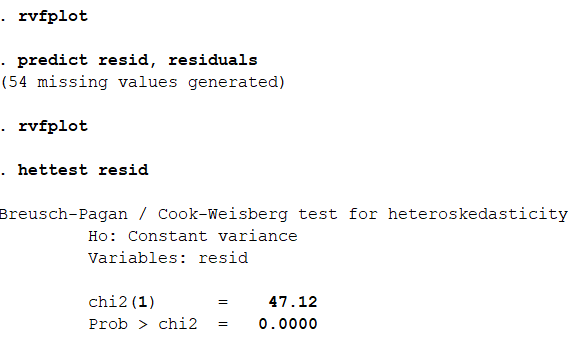 . rvfplot
. predict resid, residuals
(54 missing values generated)
. rvfplot
. hettest resid
Breusch-Pagan / Cook-Weisberg test for heteroskedasticity
Ho: Constant variance
Variables: resid
chi2(1) = 47.12
Prob > chi2 = 0.0000